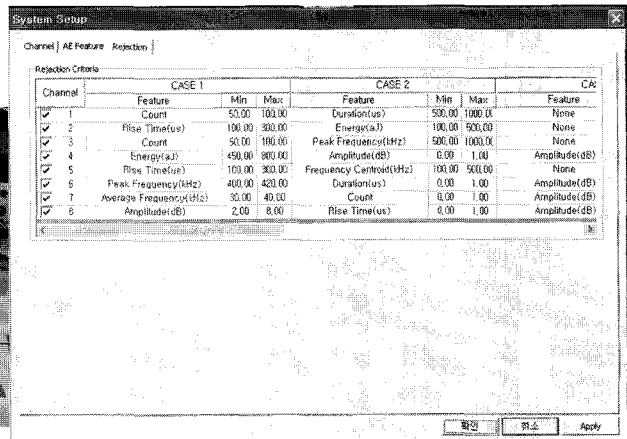 System Setup
Channel AE Feature Rejection
Rejection Criteria
Channel CASE 1 CASE 2 CA
Feature Min Max Feature Min Max Feature
1 Count 50,00 100,00 Duration(us) 500,00 1000,0( None
2 Rise Time(us) 100,00 300,00 Energy(aJ) 100,00 500,00 None
3 Count 50,00 100,00 Peak Frequency(kHz) 500,00 1000,0( None
4 Energy(aJ) 450,00 800,00 Amplitude(dB) 0,00 1,00 Amplitude(dB)
5 Rise Time(us) 100,00 300,00 Frequency Centroid(kHz) 100,00 500,00 None
6 Peak Frequency(kHz) 400,00 420,00 Duration(us) 0,00 1,00 Amplitude(dB)
7 Average Frequency(kHz) 30,00 40,00 Count 0,00 1,00 Amplitude(dB)
8 Amplitude(dB) 2,00 8,00 Rise Time(us) 0,00 1,00 Amplitude(dB)
확인 취소 Apply